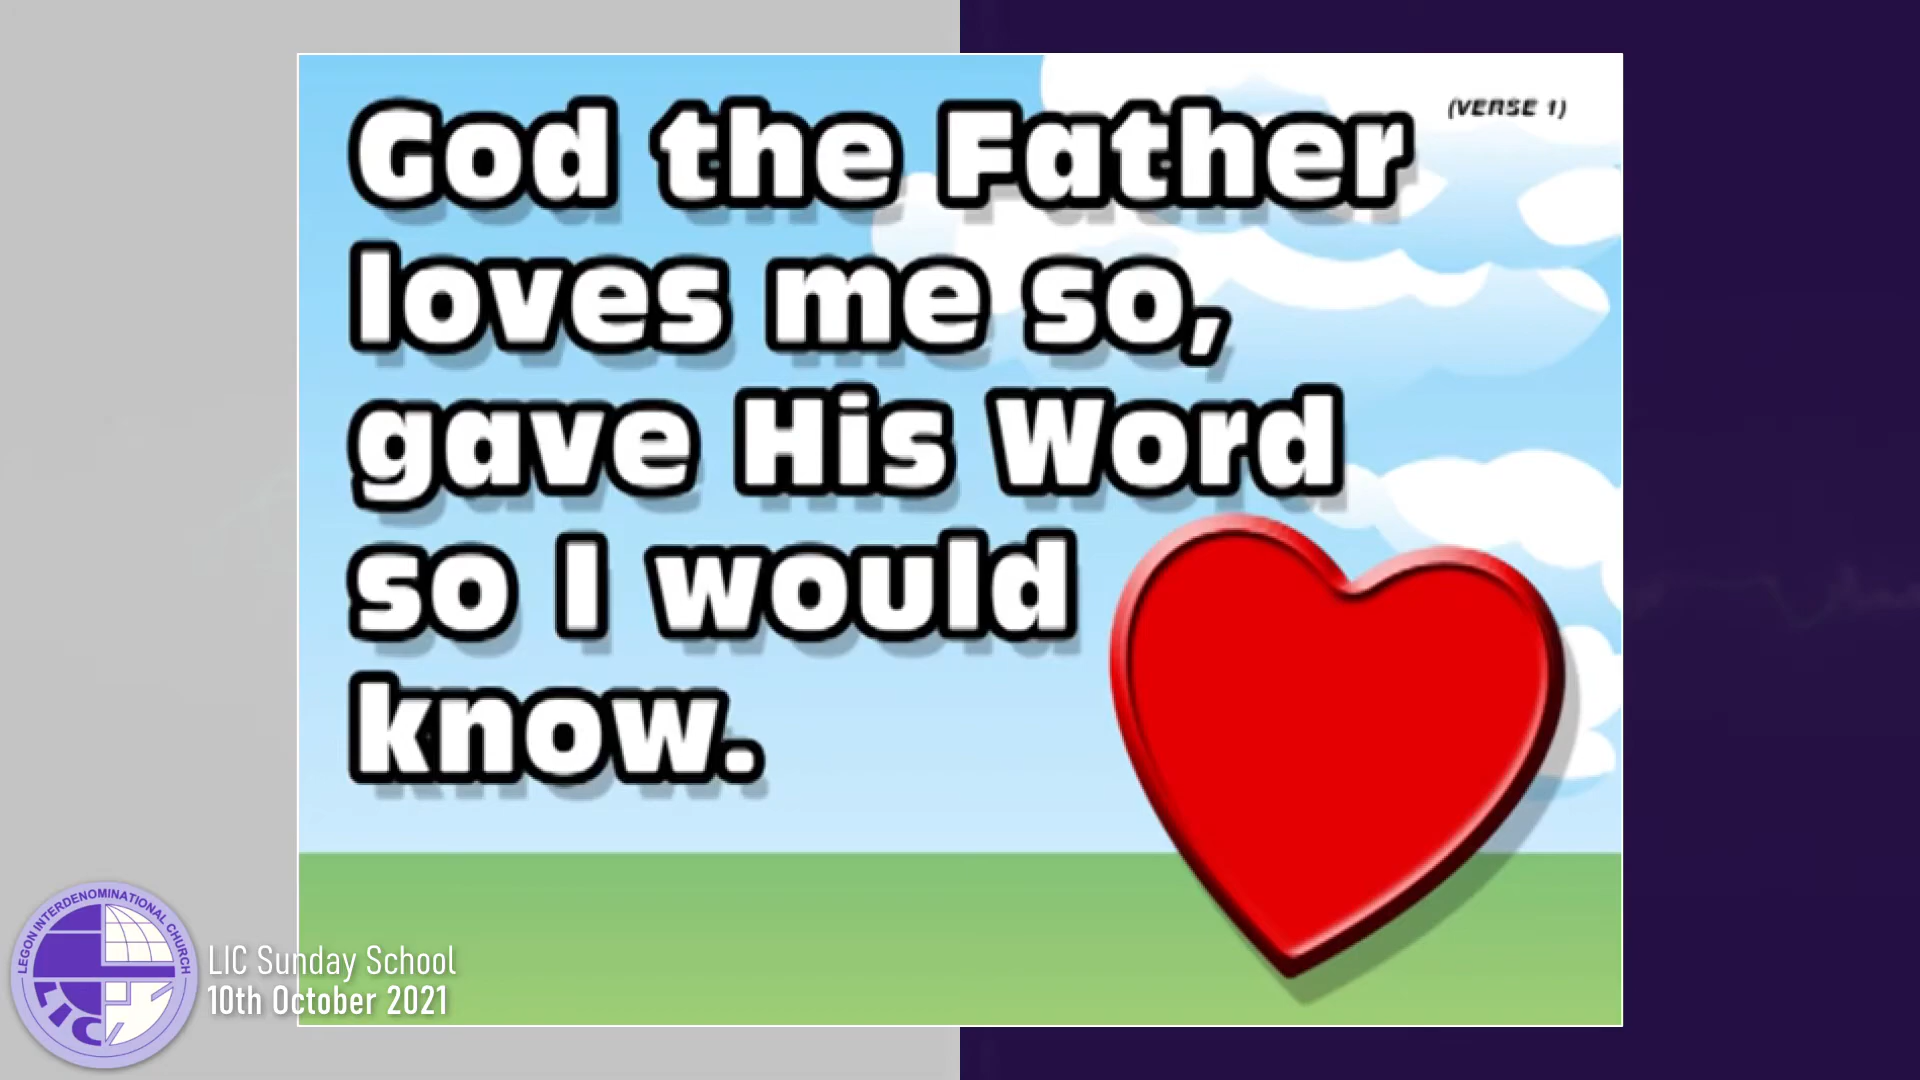 God the Father
(VERSE 1)
loves me so,
gave His Word
so I would
know.
LEGON INTERDENOMINATIONAL CHURCH
LIC
LIC Sunday School
10th October 2021